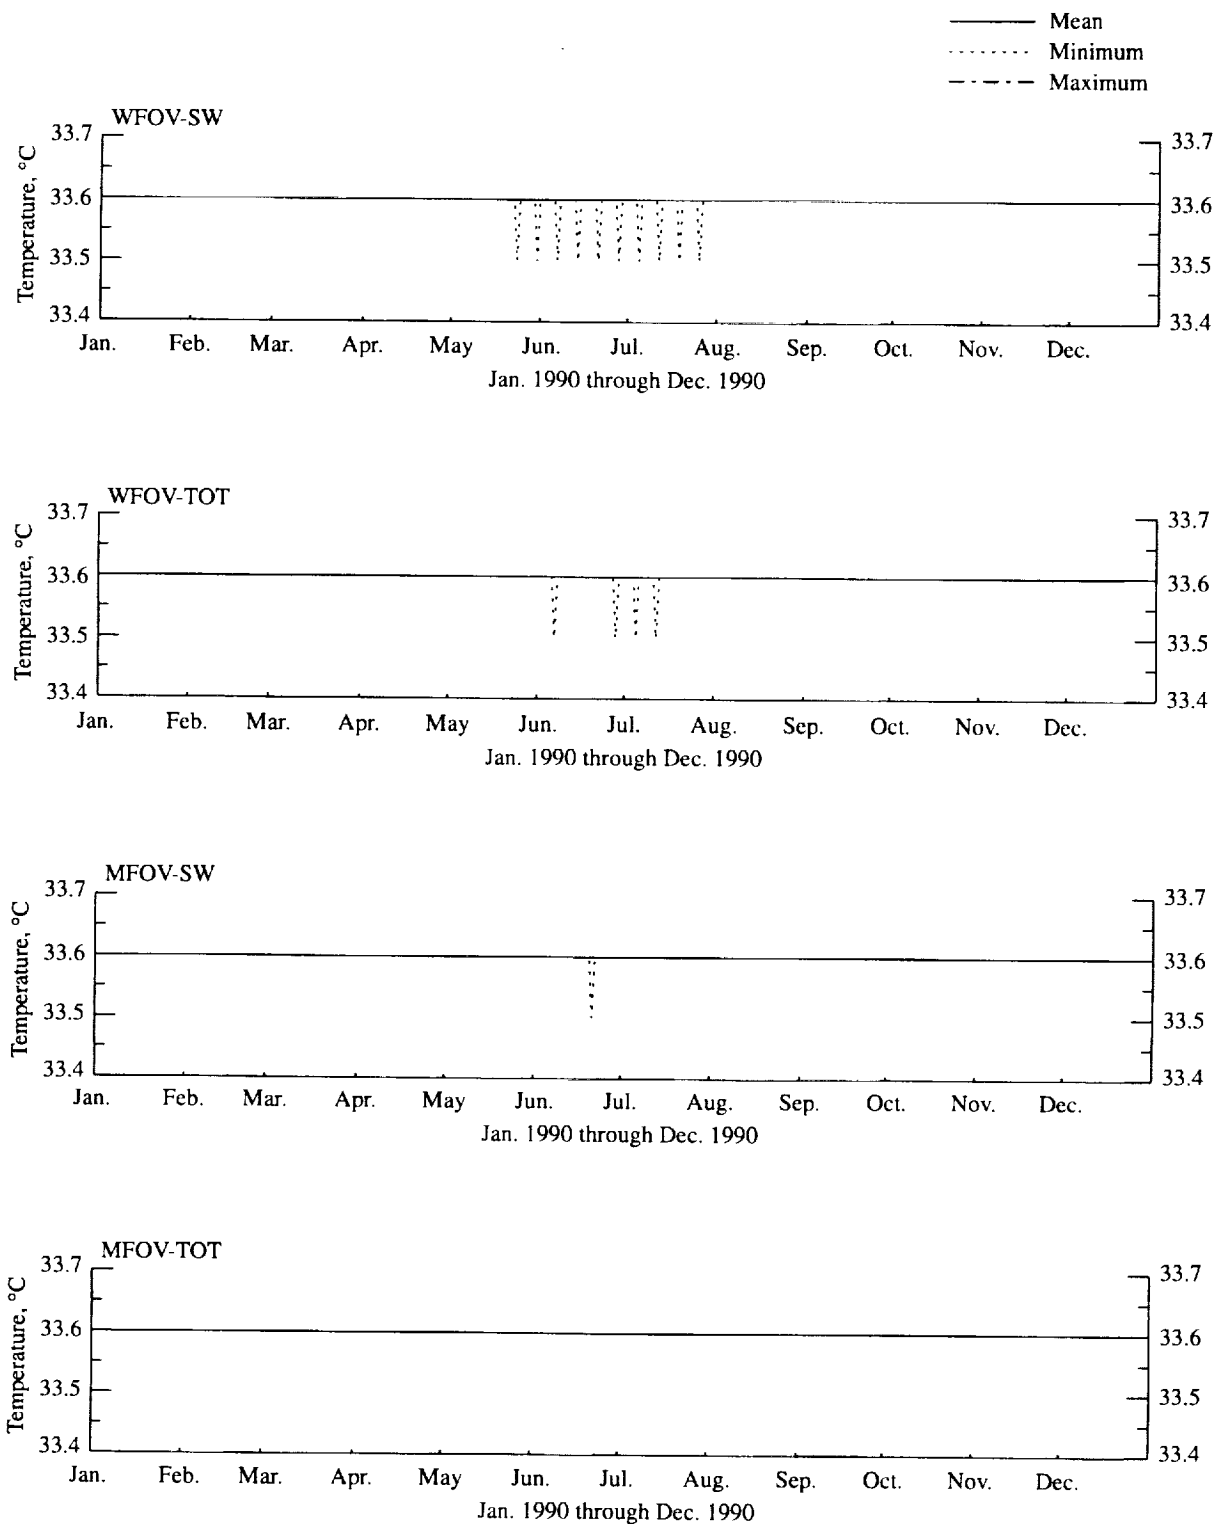 Mean
Minimum
Maximum
WFOV-SW
Temperature, °C
33.7
33.6
33.5
33.4
33.7
33.6
33.5
33.4
Jan. Feb. Mar. Apr. May Jun. Jul. Aug. Sep. Oct. Nov. Dec.
Jan. 1990 through Dec. 1990
WFOV-TOT
Temperature, °C
33.7
33.6
33.5
33.4
33.7
33.6
33.5
33.4
Jan. Feb. Mar. Apr. May Jun. Jul. Aug. Sep. Oct. Nov. Dec.
Jan. 1990 through Dec. 1990
MFOV-SW
Temperature, °C
33.7
33.6
33.5
33.4
33.7
33.6
33.5
33.4
Jan. Feb. Mar. Apr. May Jun. Jul. Aug. Sep. Oct. Nov. Dec.
Jan. 1990 through Dec. 1990
MFOV-TOT
Temperature, °C
33.7
33.6
33.5
33.4
33.7
33.6
33.5
33.4
Jan. Feb. Mar. Apr. May Jun. Jul. Aug. Sep. Oct. Nov. Dec.
Jan. 1990 through Dec. 1990